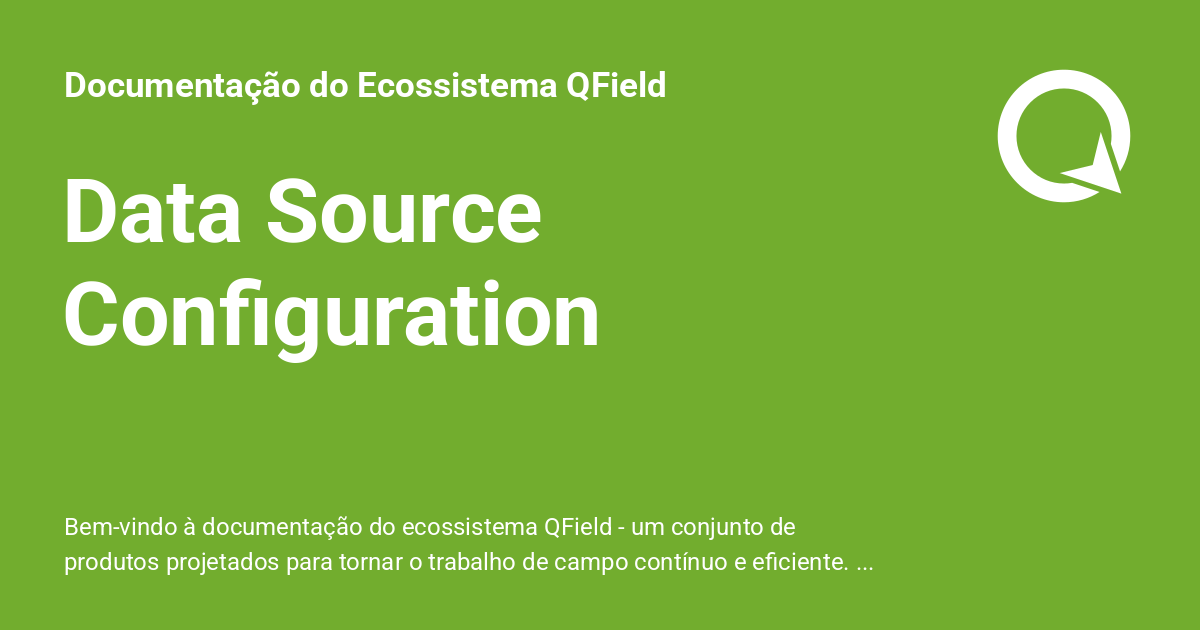 Documentação do Ecossistema QField
Data Source
Configuration
Bem-vindo à documentação do ecossistema QField - um conjunto de
produtos projetados para tornar o trabalho de campo contínuo e eficiente. ...